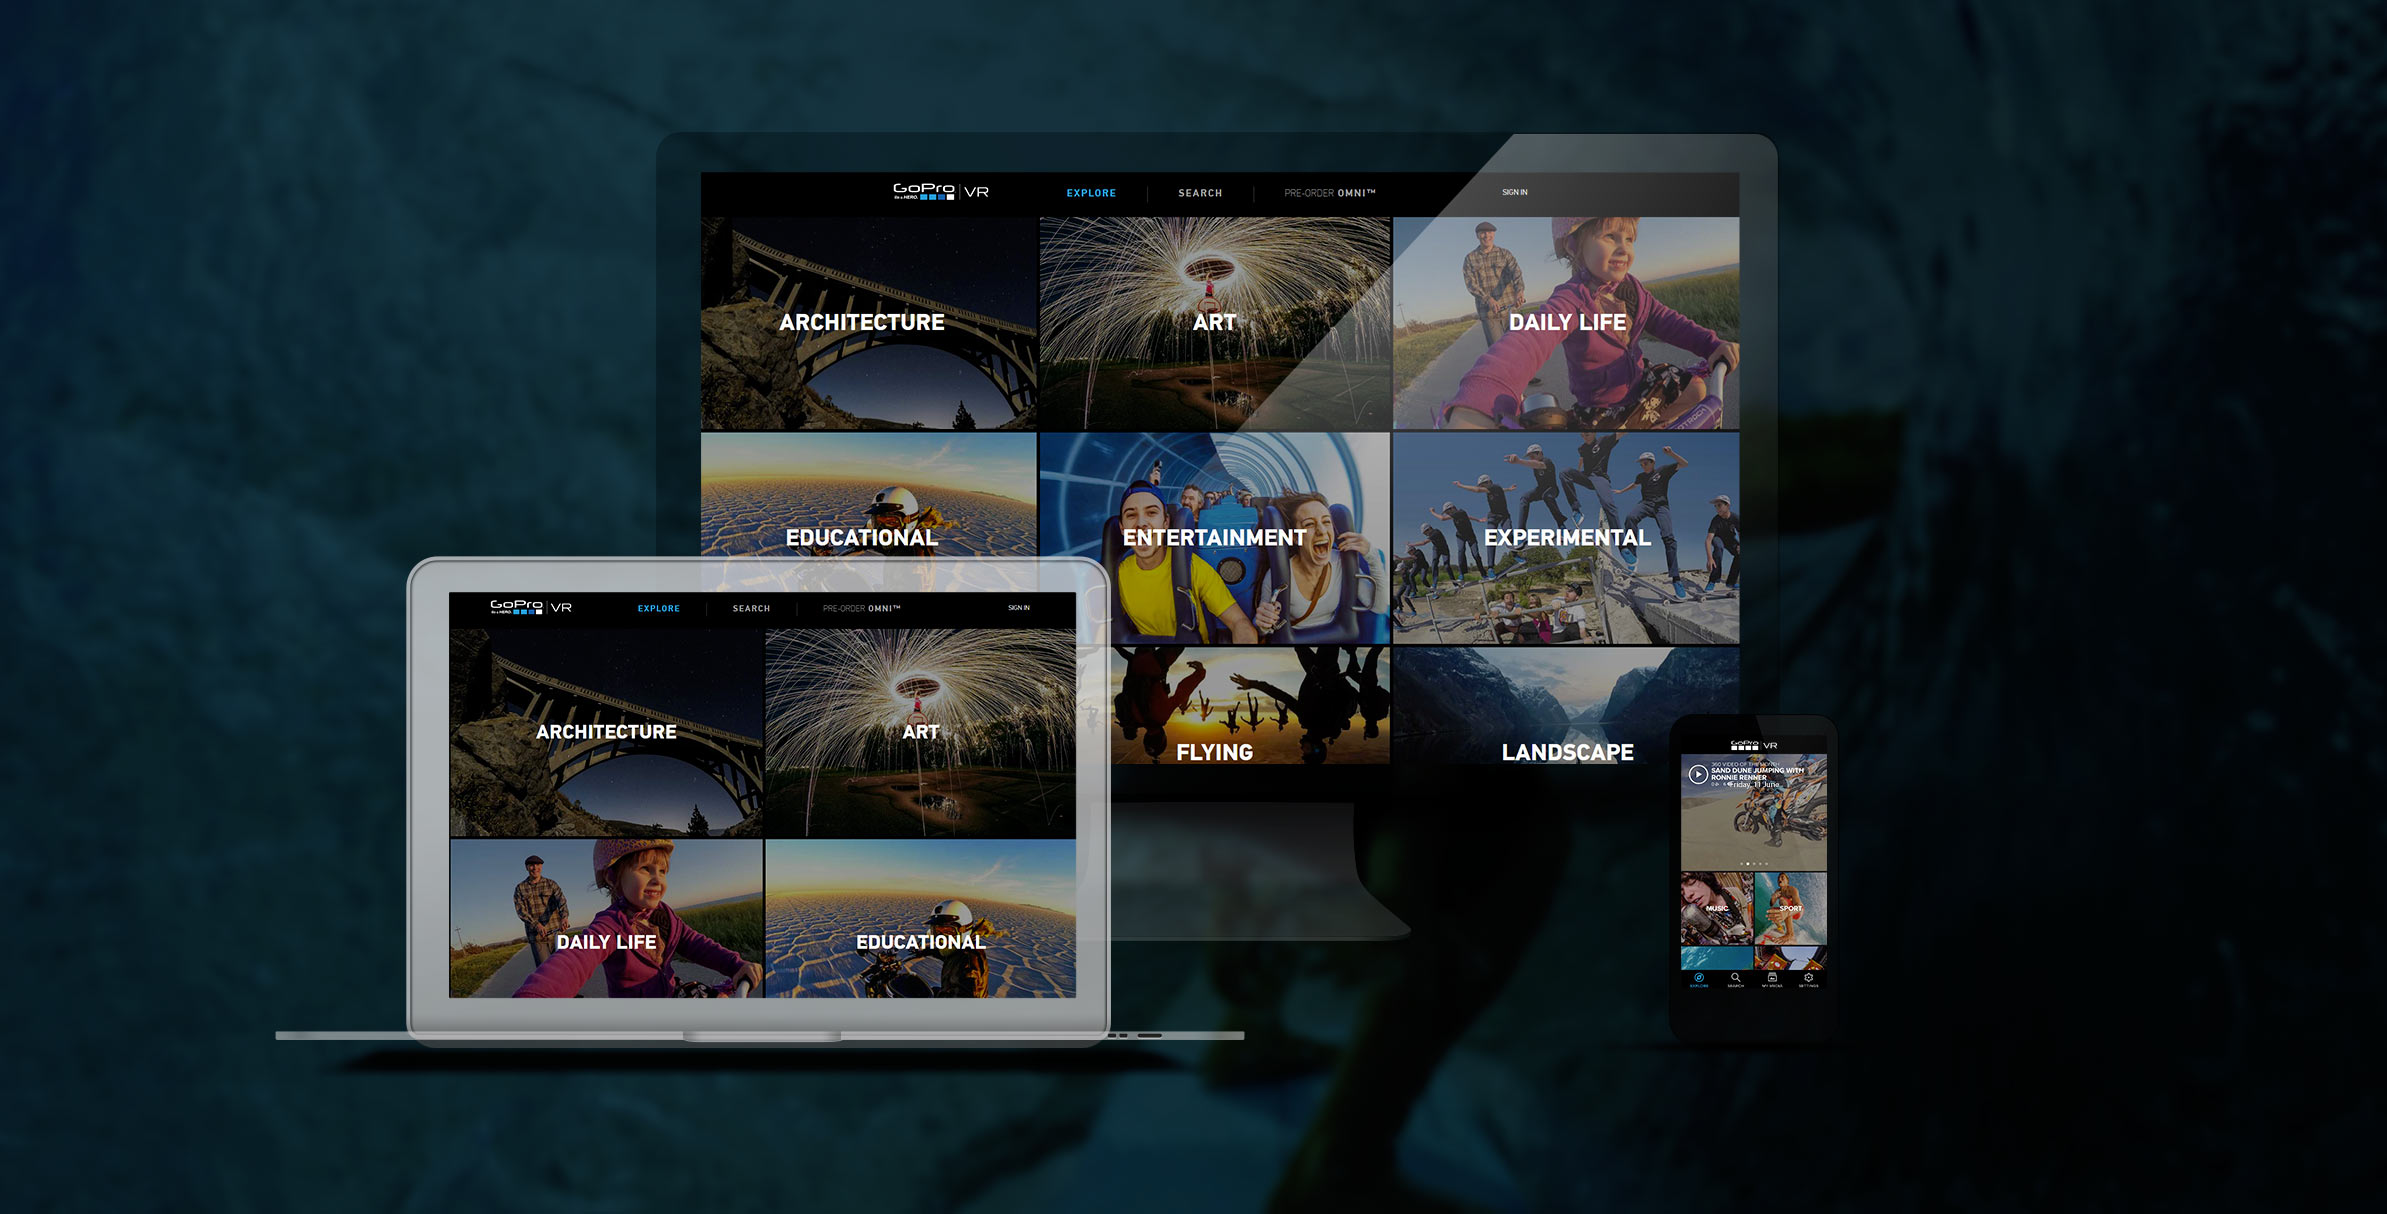 GoPro VR
Be a HERO.
EXPLORE
SEARCH
PRE-ORDER OMNI™
SIGN IN
ARCHITECTURE
ART
DAILY LIFE
EDUCATIONAL
ENTERTAINMENT
EXPERIMENTAL
FLYING
LANDSCAPE
GoPro VR
Be a HERO.
EXPLORE
SEARCH
PRE-ORDER OMNI™
SIGN IN
ARCHITECTURE
ART
DAILY LIFE
EDUCATIONAL
GoPro VR
360 VIDEO OF THE MONTH
SAND DUNE JUMPING WITH
RONNIE RENNER
Friday, 11 June
MUSIC
SPORT
EXPLORE
SEARCH
SETTINGS